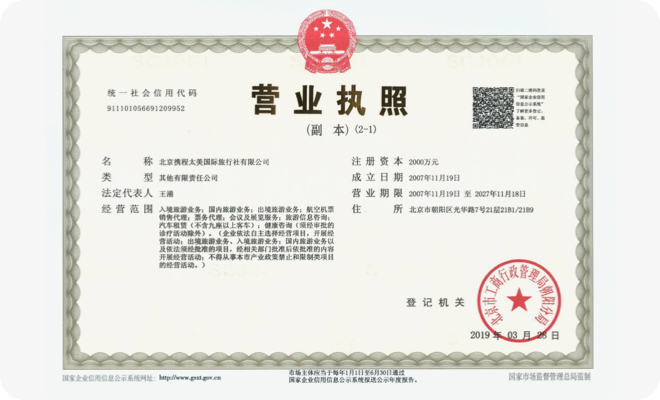 统一社会信用代码
911101056691209952
营业执照
(副 本) (2-1)
扫描二维码登录
“国家企业信用
信息公示系统”
了解更多登记、
备案、许可、监
管信息
名 称 北京携程太美国际旅行社有限公司
类 型 其他有限责任公司
法定代表人 王浦
经营范围 入境旅游业务；国内旅游业务；出境旅游业务；航空机票
销售代理；票务代理；会议及展览服务；旅游信息咨询；
汽车租赁（不含九座以上客车）；健康咨询（须经审批的
诊疗活动除外）。（企业依法自主选择经营项目，开展经
营活动；出境旅游业务、入境旅游业务；国内旅游业务以
及依法须经批准的项目，经相关部门批准后依批准的内容
开展经营活动；不得从事本市产业政策禁止和限制类项目
的经营活动。）
注册资本 2000万元
成立日期 2007年11月19日
营业期限 2007年11月19日 至 2027年11月18日
住 所 北京市朝阳区光华路7号21层21B1/21B9
登记机关
北京市工商行政管理局朝阳分局
2019 年 03 月 28 日
国家企业信用信息公示系统网址：http://www.gsxt.gov.cn
市场主体应当于每年1月1日至6月30日通过
国家企业信用信息公示系统报送公示年度报告。
国家市场监督管理总局监制